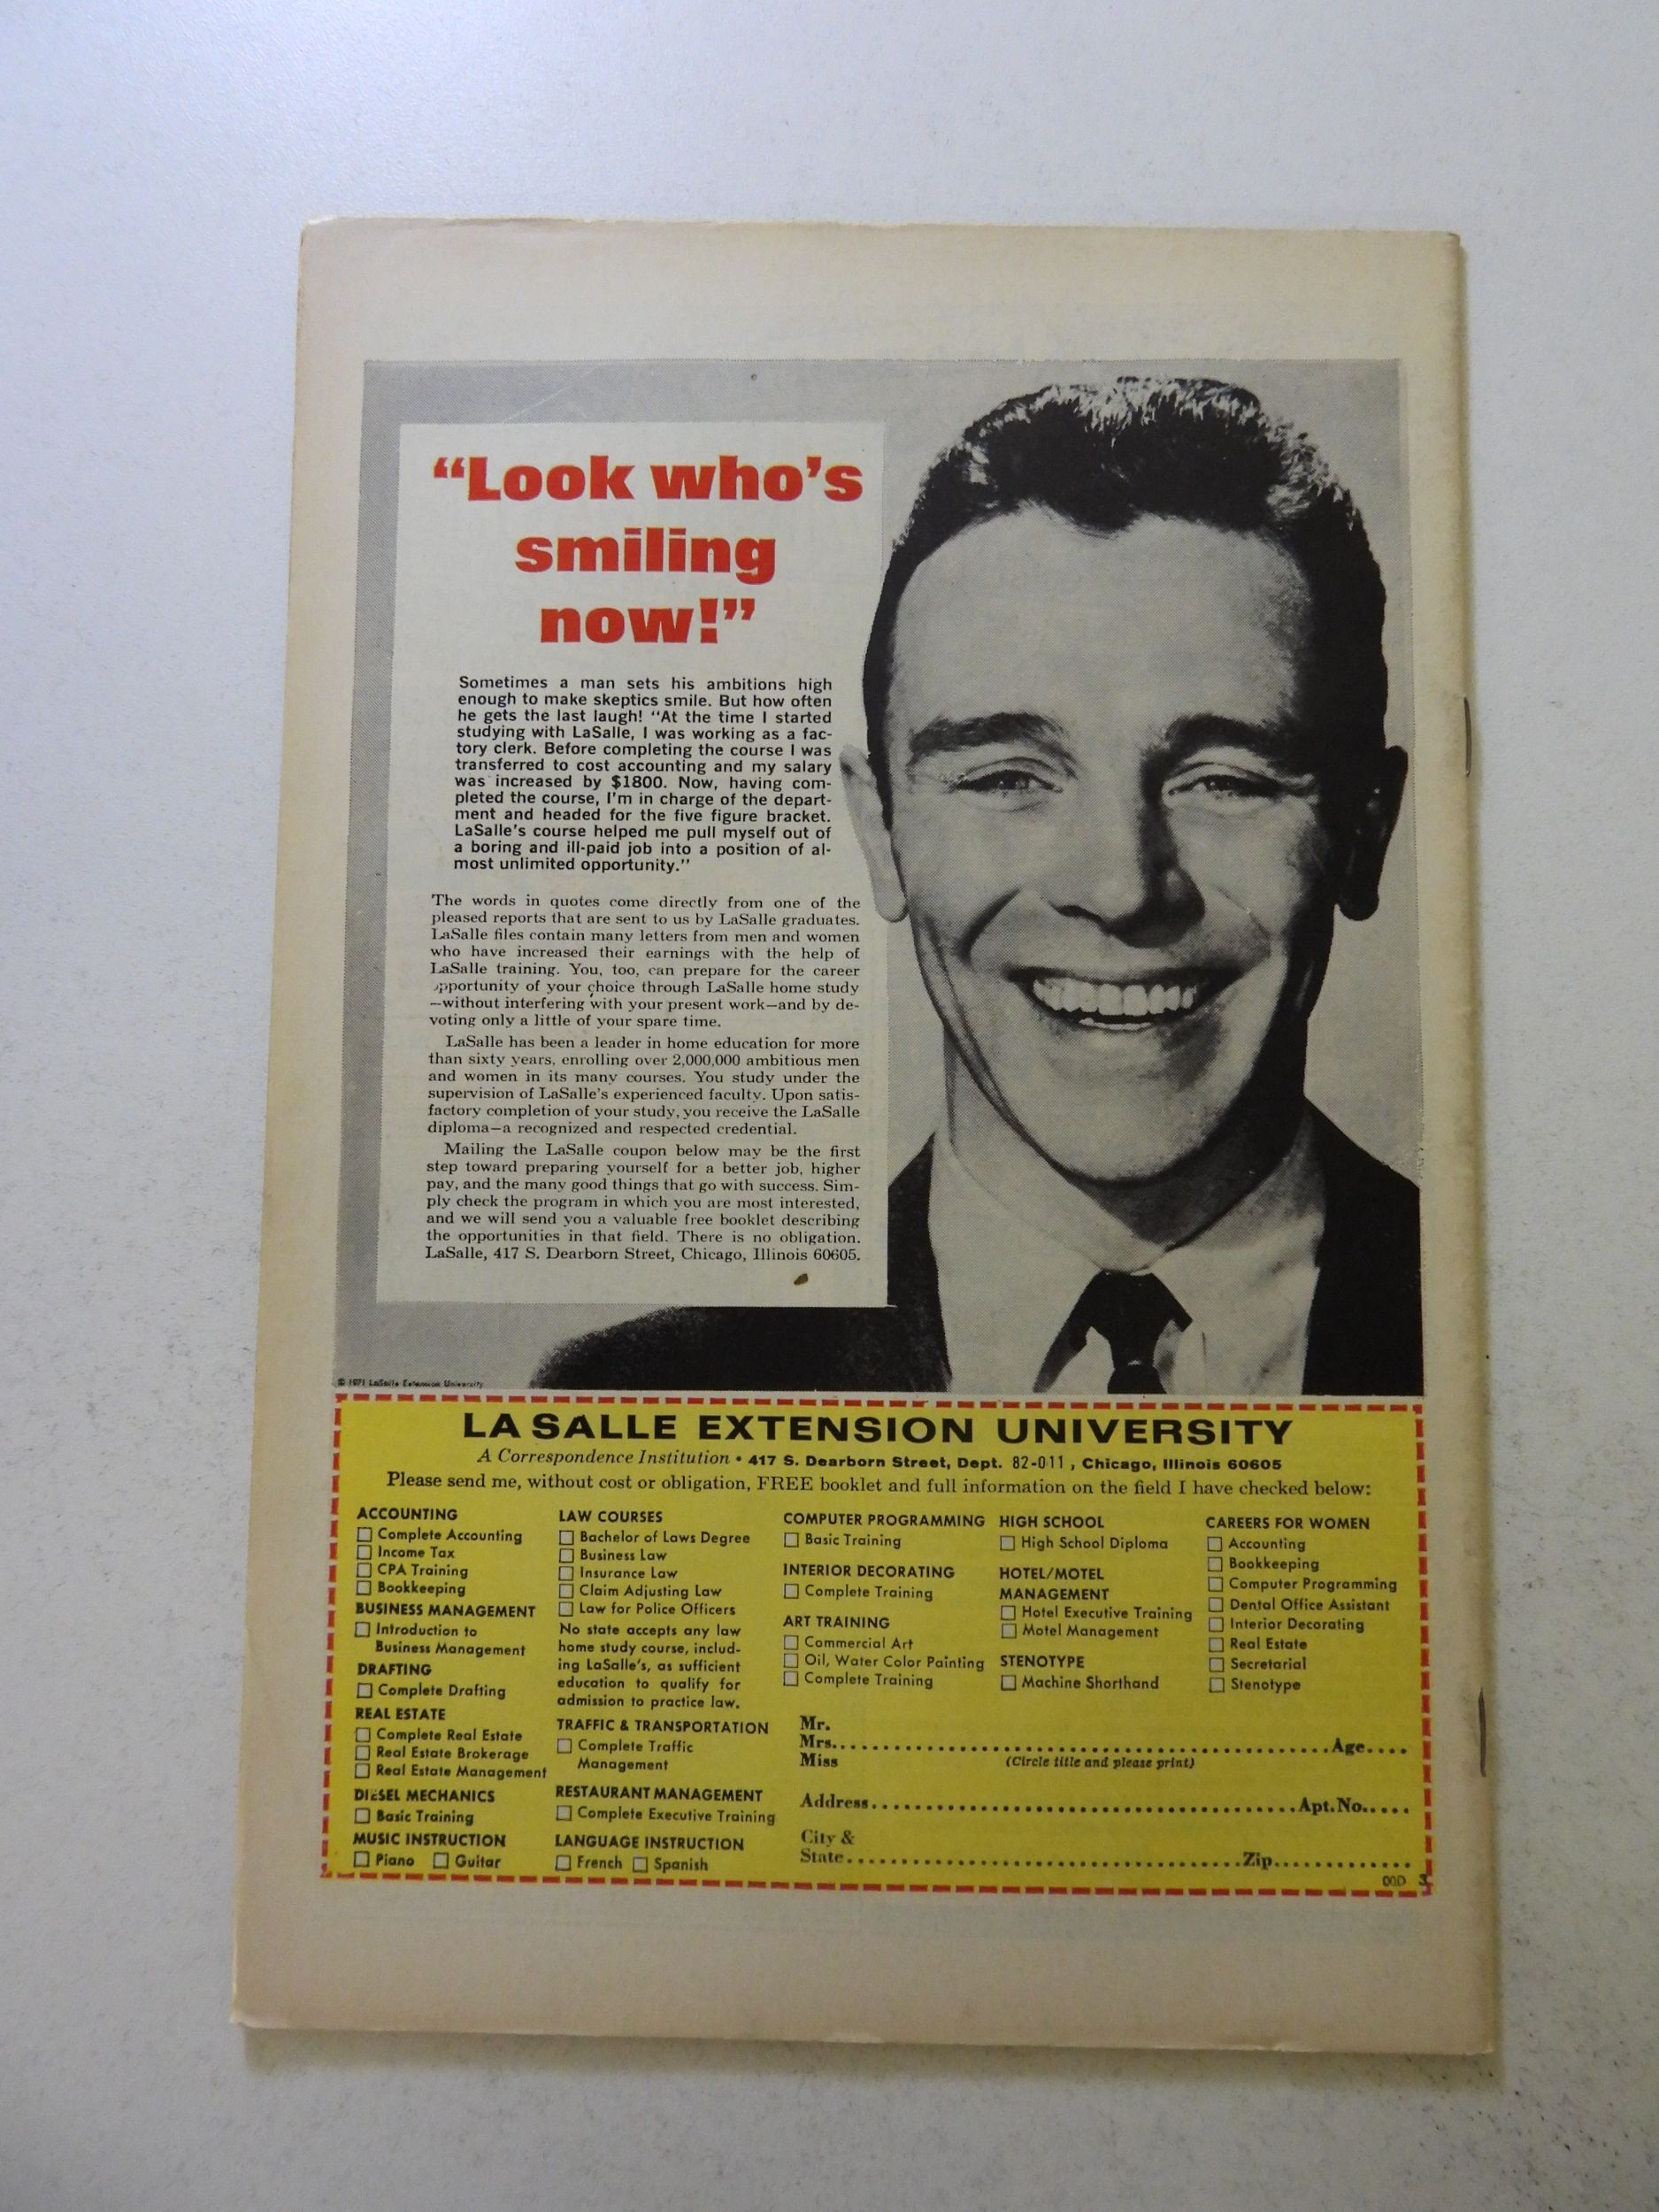 “Look who’s
smiling
now!”
Sometimes a man sets his ambitions high
enough to make skeptics smile. But how often
he gets the last laugh! “At the time I started
studying with LaSalle, I was working as a fac-
tory clerk. Before completing the course I was
transferred to cost accounting and my salary
was increased by $1800. Now, having com-
pleted the course, I’m in charge of the depart-
ment and headed for the five figure bracket.
LaSalle’s course helped me pull myself out of
a boring and ill-paid job into a position of al-
most unlimited opportunity.”
The words in quotes come directly from one of the
pleased reports that are sent to us by LaSalle graduates.
LaSalle files contain many letters from men and women
who have increased their earnings with the help of
LaSalle training. You, too, can prepare for the career
opportunity of your choice through LaSalle home study
—without interfering with your present work—and by de-
voting only a little of your spare time.
LaSalle has been a leader in home education for more
than sixty years, enrolling over 2,000,000 ambitious men
and women in its many courses. You study under the
supervision of LaSalle’s experienced faculty. Upon satis-
factory completion of your study, you receive the LaSalle
diploma—a recognized and respected credential.
Mailing the LaSalle coupon below may be the first
step toward preparing yourself for a better job, higher
pay, and the many good things that go with success. Sim-
ply check the program in which you are most interested,
and we will send you a valuable free booklet describing
the opportunities in that field. There is no obligation.
LaSalle, 417 S. Dearborn Street, Chicago, Illinois 60605.
© 1971 LaSalle Extension University
LA SALLE EXTENSION UNIVERSITY
A Correspondence Institution • 417 S. Dearborn Street, Dept. 82-011, Chicago, Illinois 60605
Please send me, without cost or obligation, FREE booklet and full information on the field I have checked below:
ACCOUNTING
Complete Accounting
Income Tax
CPA Training
Bookkeeping
BUSINESS MANAGEMENT
Introduction to
Business Management
DRAFTING
Complete Drafting
REAL ESTATE
Complete Real Estate
Real Estate Brokerage
Real Estate Management
DIESEL MECHANICS
Basic Training
MUSIC INSTRUCTION
Piano Guitar
LAW COURSES
Bachelor of Laws Degree
Business Law
Insurance Law
Claim Adjusting Law
Law for Police Officers
No state accepts any law
home study course, includ-
ing LaSalle’s, as sufficient
education to qualify for
admission to practice law.
TRAFFIC & TRANSPORTATION
Complete Traffic
Management
RESTAURANT MANAGEMENT
Complete Executive Training
LANGUAGE INSTRUCTION
French Spanish
COMPUTER PROGRAMMING
Basic Training
INTERIOR DECORATING
Complete Training
ART TRAINING
Commercial Art
Oil, Water Color Painting
Complete Training
HIGH SCHOOL
High School Diploma
HOTEL/MOTEL
MANAGEMENT
Hotel Executive Training
Motel Management
STENOTYPE
Machine Shorthand
CAREERS FOR WOMEN
Accounting
Bookkeeping
Computer Programming
Dental Office Assistant
Interior Decorating
Real Estate
Secretarial
Stenotype
Mr.
Mrs. Age
Miss (Circle title and please print)
Address Apt. No.
City &
State Zip
00D 3